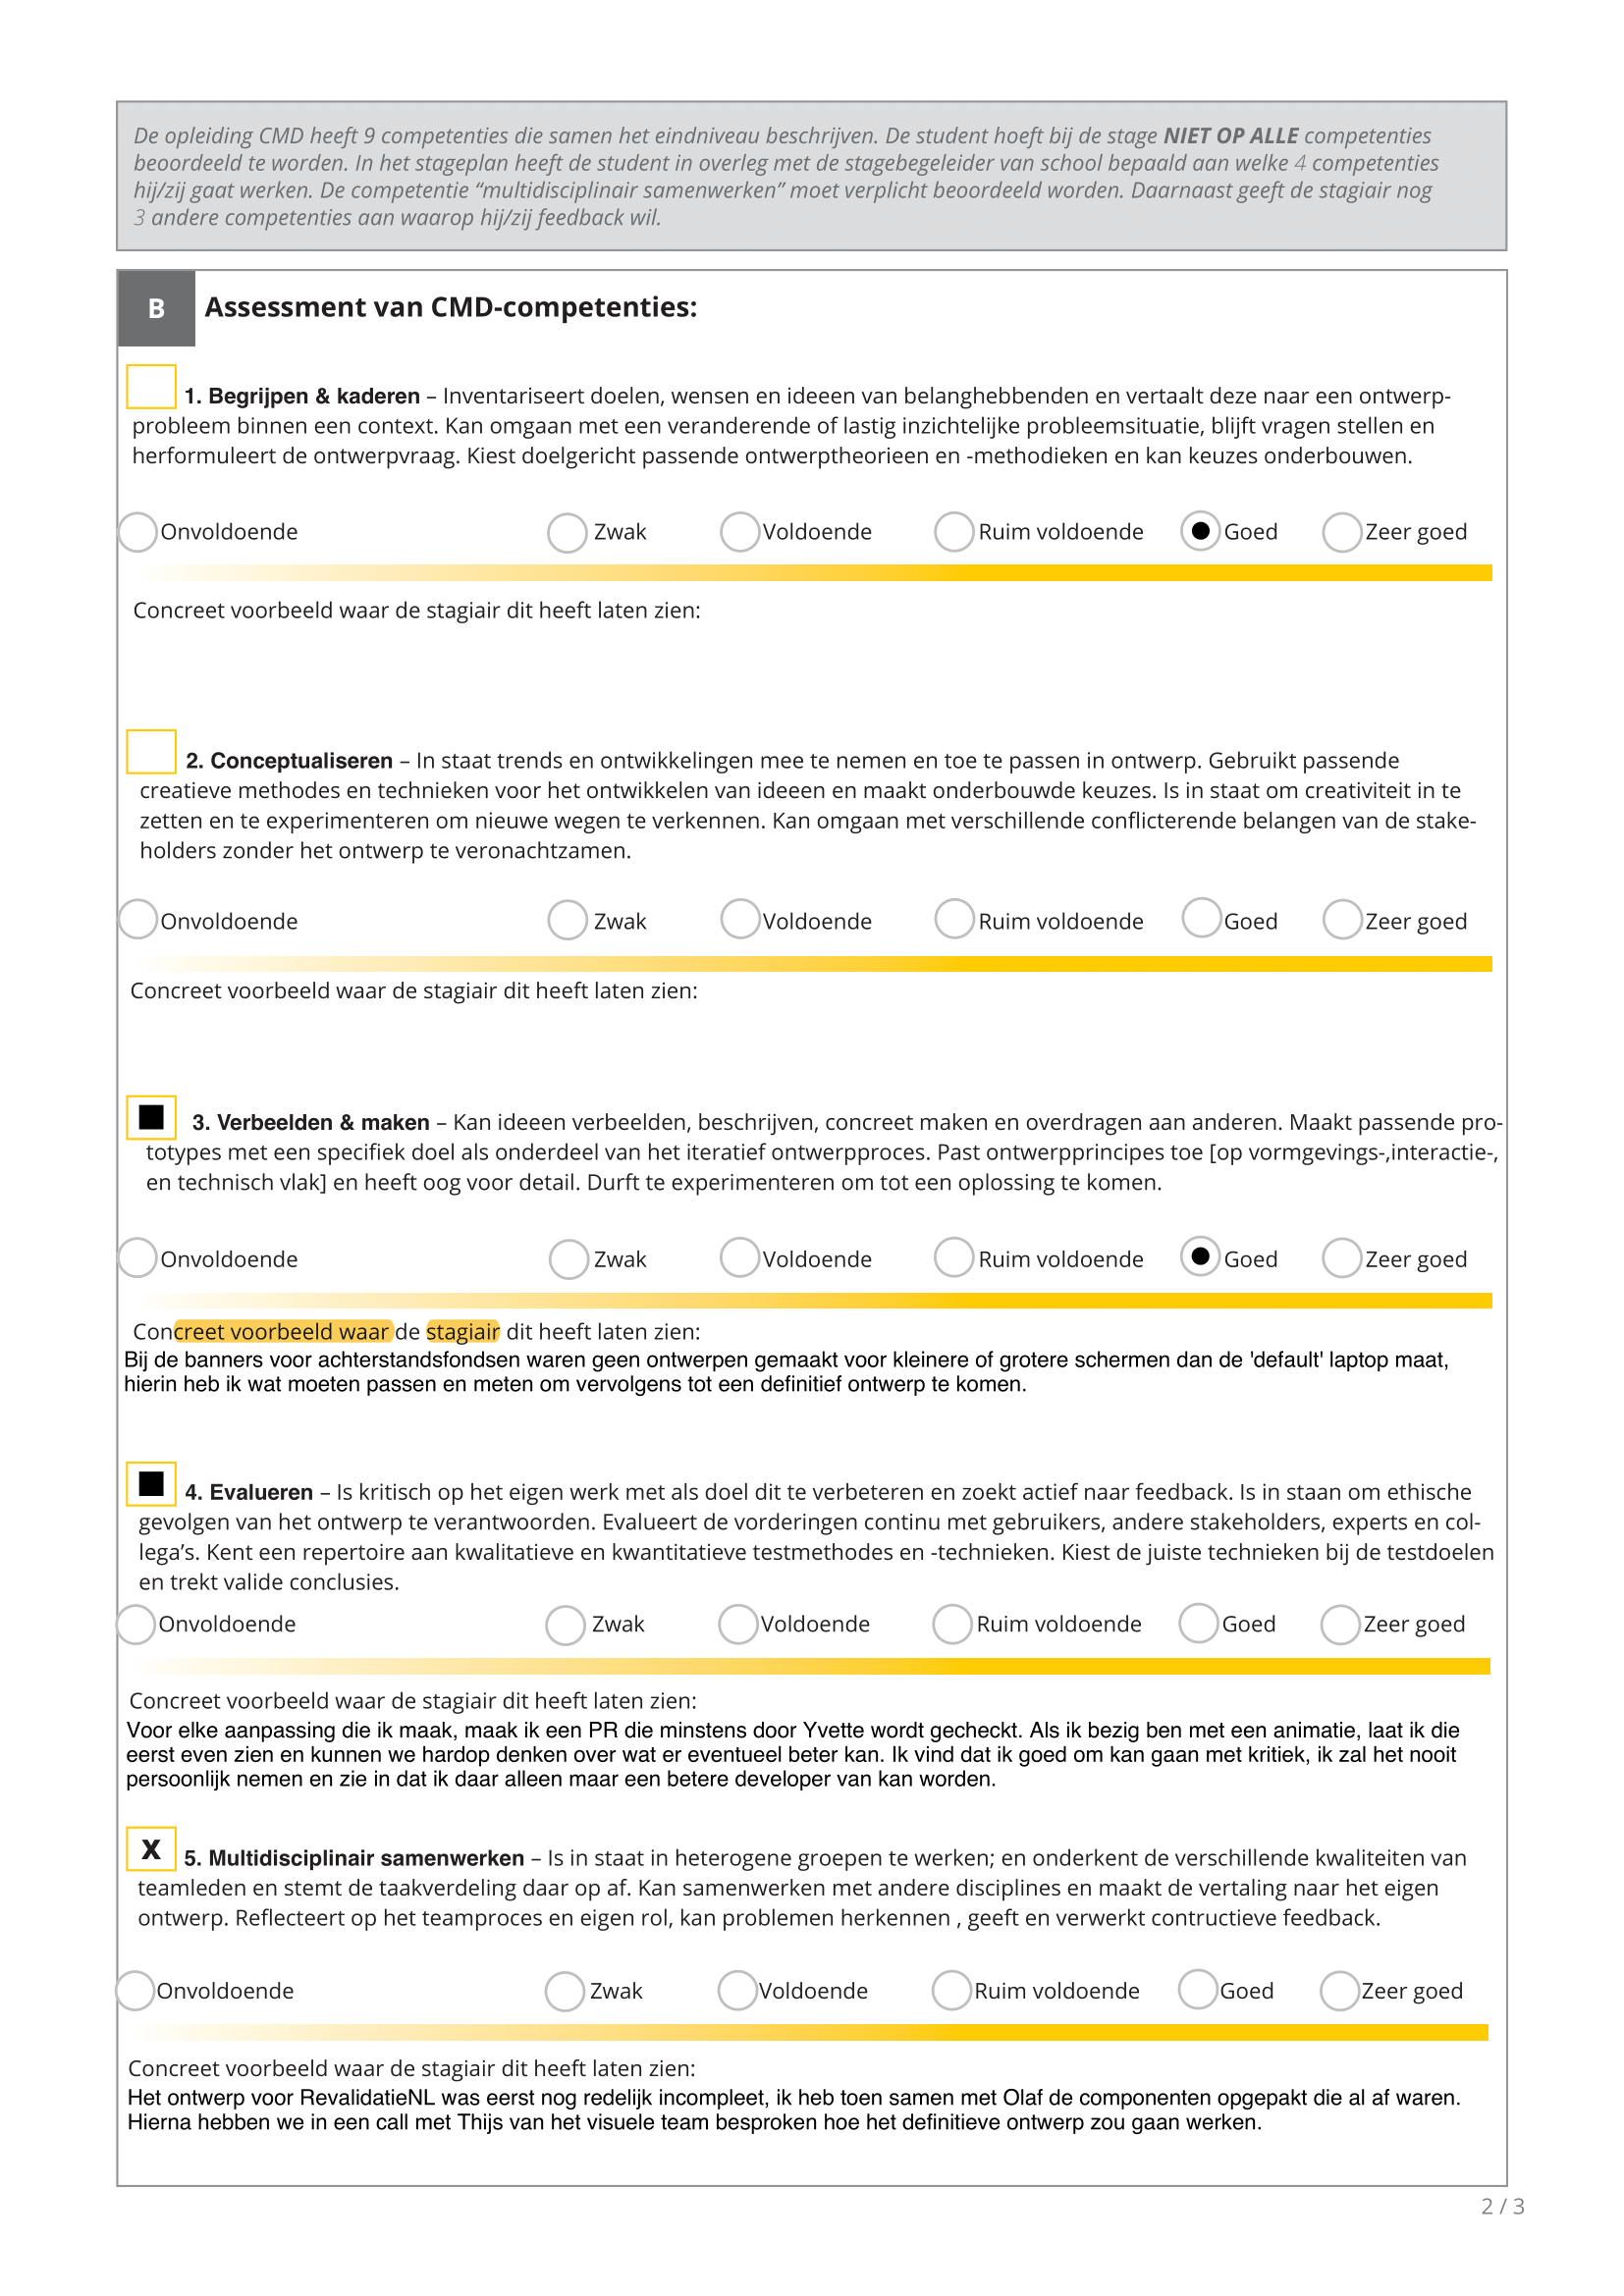 De opleiding CMD heeft 9 competenties die samen het eindniveau beschrijven. De student hoeft bij de stage NIET OP ALLE competenties
beoordeeld te worden. In het stageplan heeft de student in overleg met de stagebegeleider van school bepaald aan welke 4 competenties
hij/zij gaat werken. De competentie “multidisciplinair samenwerken” moet verplicht beoordeeld worden. Daarnaast geeft de stagiair nog
3 andere competenties aan waarop hij/zij feedback wil.
B Assessment van CMD-competenties:
1. Begrijpen & kaderen – Inventariseert doelen, wensen en ideeen van belanghebbenden en vertaalt deze naar een ontwerp-
probleem binnen een context. Kan omgaan met een veranderende of lastig inzichtelijke probleemsituatie, blijft vragen stellen en
herformuleert de ontwerpvraag. Kiest doelgericht passende ontwerptheorieen en -methodieken en kan keuzes onderbouwen.
Onvoldoende Zwak Voldoende Ruim voldoende Goed Zeer goed
Concreet voorbeeld waar de stagiair dit heeft laten zien:
2. Conceptualiseren – In staat trends en ontwikkelingen mee te nemen en toe te passen in ontwerp. Gebruikt passende
creatieve methodes en technieken voor het ontwikkelen van ideeen en maakt onderbouwde keuzes. Is in staat om creativiteit in te
zetten en te experimenteren om nieuwe wegen te verkennen. Kan omgaan met verschillende conflicterende belangen van de stake-
holders zonder het ontwerp te veronachtzamen.
Onvoldoende Zwak Voldoende Ruim voldoende Goed Zeer goed
Concreet voorbeeld waar de stagiair dit heeft laten zien:
3. Verbeelden & maken – Kan ideeen verbeelden, beschrijven, concreet maken en overdragen aan anderen. Maakt passende pro-
totypes met een specifiek doel als onderdeel van het iteratief ontwerpproces. Past ontwerpprincipes toe [op vormgevings-,interactie-,
en technisch vlak] en heeft oog voor detail. Durft te experimenteren om tot een oplossing te komen.
Onvoldoende Zwak Voldoende Ruim voldoende Goed Zeer goed
Concreet voorbeeld waar de stagiair dit heeft laten zien:
Bij de banners voor achterstandsfondsen waren geen ontwerpen gemaakt voor kleinere of grotere schermen dan de 'default' laptop maat,
hierin heb ik wat moeten passen en meten om vervolgens tot een definitief ontwerp te komen.
4. Evalueren – Is kritisch op het eigen werk met als doel dit te verbeteren en zoekt actief naar feedback. Is in staan om ethische
gevolgen van het ontwerp te verantwoorden. Evalueert de vorderingen continu met gebruikers, andere stakeholders, experts en col-
lega’s. Kent een repertoire aan kwalitatieve en kwantitatieve testmethodes en -technieken. Kiest de juiste technieken bij de testdoelen
en trekt valide conclusies.
Onvoldoende Zwak Voldoende Ruim voldoende Goed Zeer goed
Concreet voorbeeld waar de stagiair dit heeft laten zien:
Voor elke aanpassing die ik maak, maak ik een PR die minstens door Yvette wordt gecheckt. Als ik bezig ben met een animatie, laat ik die
eerst even zien en kunnen we hardop denken over wat er eventueel beter kan. Ik vind dat ik goed om kan gaan met kritiek, ik zal het nooit
persoonlijk nemen en zie in dat ik daar alleen maar een betere developer van kan worden.
x 5. Multidisciplinair samenwerken – Is in staat in heterogene groepen te werken; en onderkent de verschillende kwaliteiten van
teamleden en stemt de taakverdeling daar op af. Kan samenwerken met andere disciplines en maakt de vertaling naar het eigen
ontwerp. Reflecteert op het teamproces en eigen rol, kan problemen herkennen , geeft en verwerkt contructieve feedback.
Onvoldoende Zwak Voldoende Ruim voldoende Goed Zeer goed
Concreet voorbeeld waar de stagiair dit heeft laten zien:
Het ontwerp voor RevalidatieNL was eerst nog redelijk incompleet, ik heb toen samen met Olaf de componenten opgepakt die al af waren.
Hierna hebben we in een call met Thijs van het visuele team besproken hoe het definitieve ontwerp zou gaan werken.
2 / 3